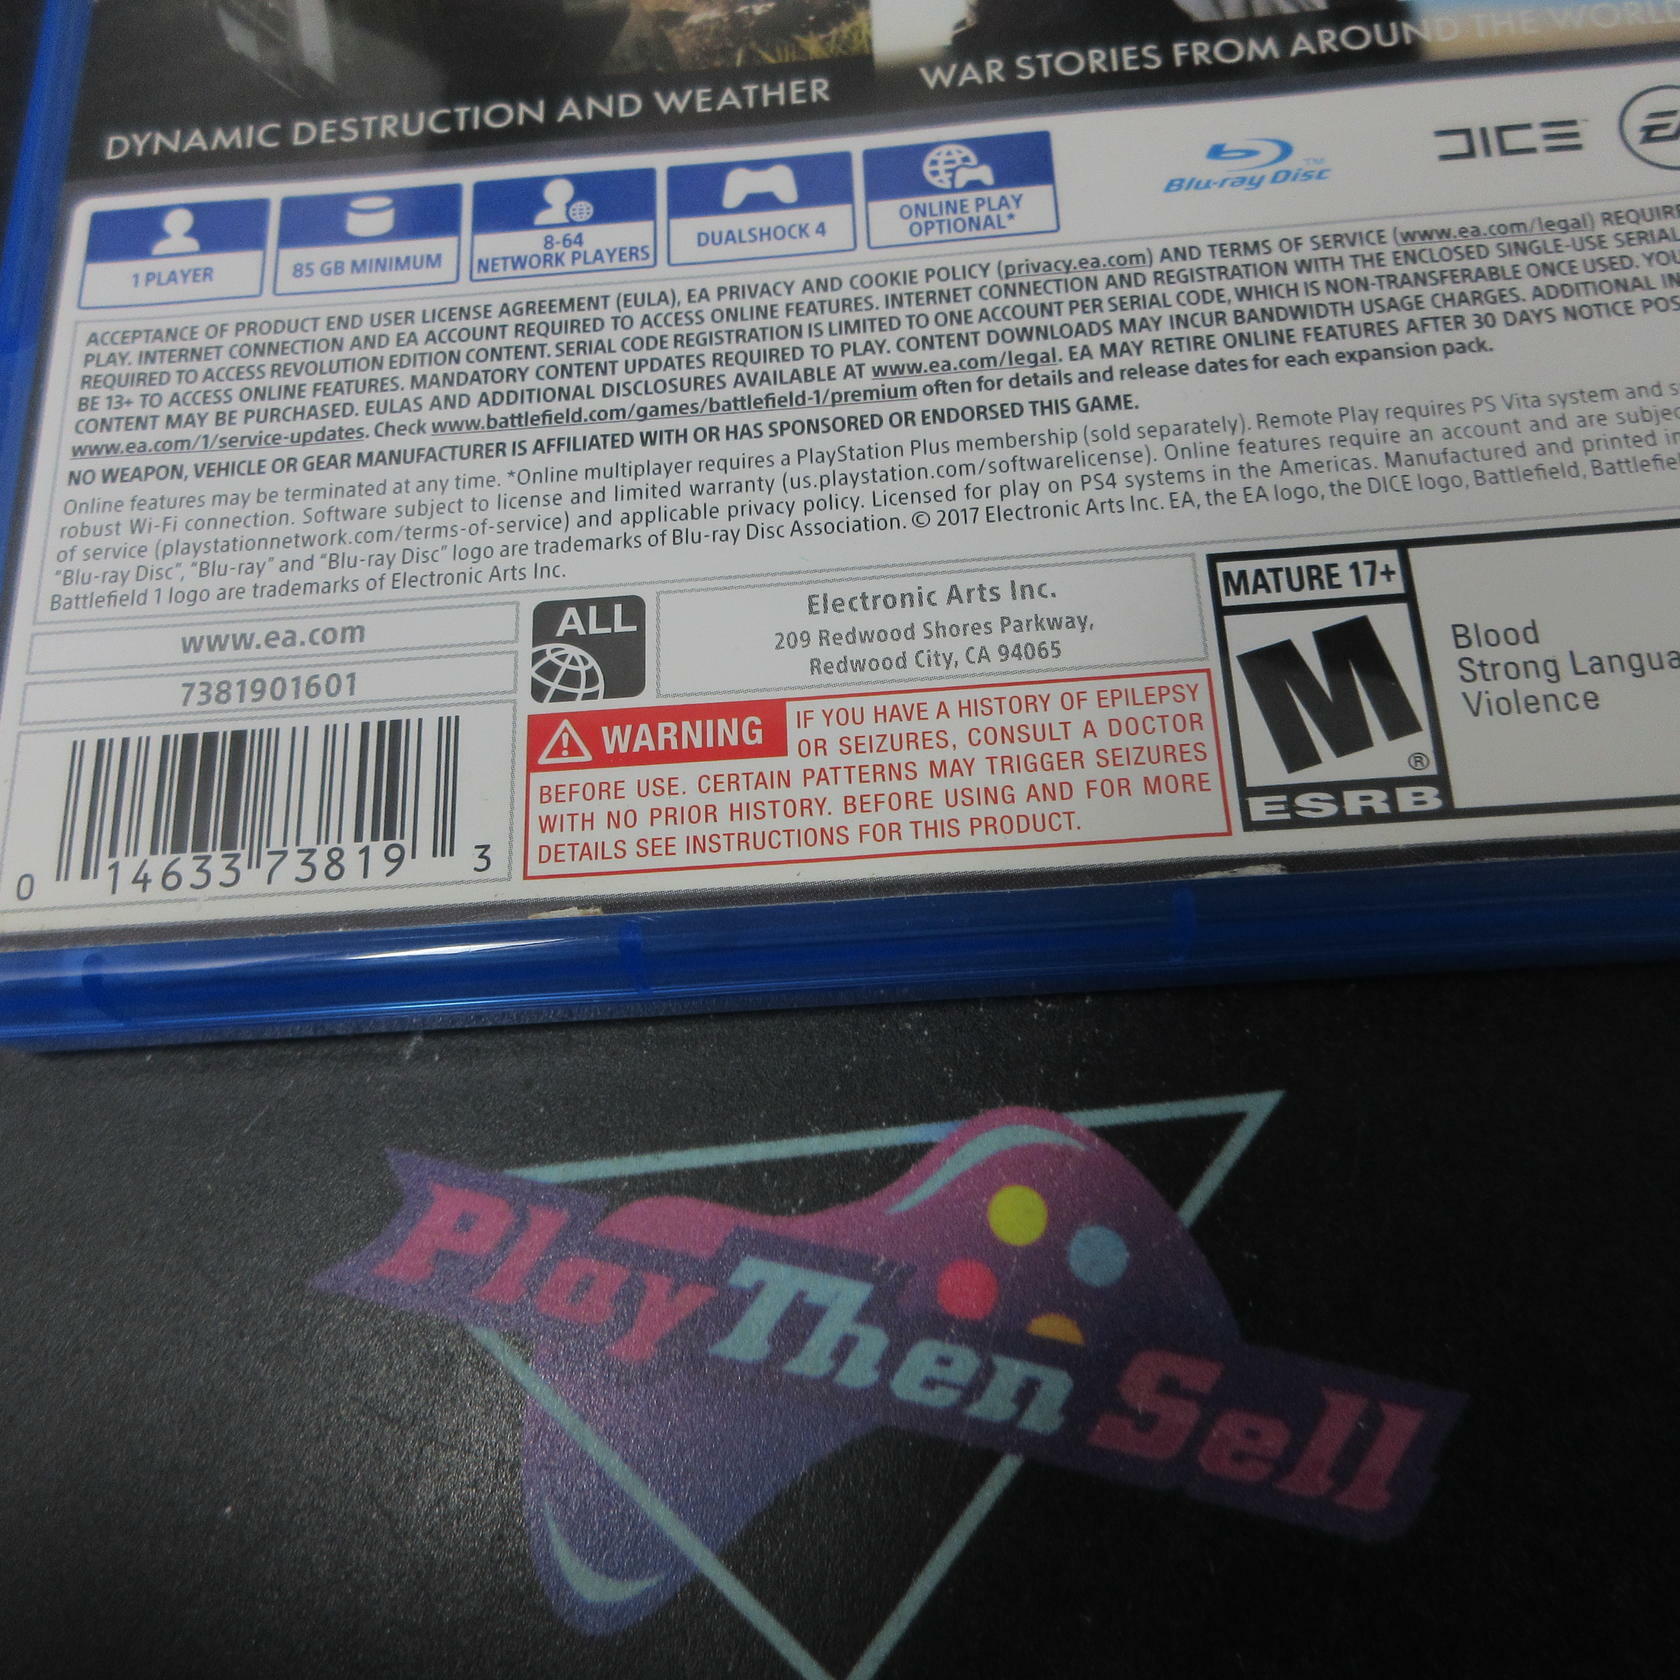 DYNAMIC DESTRUCTION AND WEATHER
WAR STORIES FROM AROUND THE WORLD
1 PLAYER
85 GB MINIMUM
8-64
NETWORK PLAYERS
DUALSHOCK 4
ONLINE PLAY
OPTIONAL*
Blu-ray Disc™
DICE
EA
ACCEPTANCE OF PRODUCT END USER LICENSE AGREEMENT (EULA), EA PRIVACY AND COOKIE POLICY (privacy.ea.com) AND TERMS OF SERVICE (www.ea.com/legal)
PLAY. INTERNET CONNECTION AND EA ACCOUNT REQUIRED TO ACCESS ONLINE FEATURES. INTERNET CONNECTION AND REGISTRATION WITH THE ENCLOSED SINGLE-USE SERIAL
REQUIRED TO ACCESS REVOLUTION EDITION CONTENT. SERIAL CODE REGISTRATION IS LIMITED TO ONE ACCOUNT PER SERIAL CODE, WHICH IS NON-TRANSFERABLE ONCE USED. YOU
BE 13+ TO ACCESS ONLINE FEATURES. MANDATORY CONTENT UPDATES REQUIRED TO PLAY. CONTENT DOWNLOADS MAY INCUR BANDWIDTH USAGE CHARGES. ADDITIONAL
CONTENT MAY BE PURCHASED. EULAS AND ADDITIONAL DISCLOSURES AVAILABLE AT www.ea.com/legal. EA MAY RETIRE ONLINE FEATURES AFTER 30 DAYS NOTICE
www.ea.com/1/service-updates. Check www.battlefield.com/games/battlefield-1/premium often for details and release dates for each expansion pack.
NO WEAPON, VEHICLE OR GEAR MANUFACTURER IS AFFILIATED WITH OR HAS SPONSORED OR ENDORSED THIS GAME.
Online features may be terminated at any time. *Online multiplayer requires a PlayStation Plus membership (sold separately). Remote Play requires PS Vita system and
robust Wi-Fi connection. Software subject to license and limited warranty (us.playstation.com/softwarelicense). Online features require an account and are
of service (playstationnetwork.com/terms-of-service) and applicable privacy policy. Licensed for play on PS4 systems in the Americas. Manufactured and printed in
“Blu-ray Disc”, “Blu-ray” and “Blu-ray Disc” logo are trademarks of Blu-ray Disc Association. © 2017 Electronic Arts Inc. EA, the EA logo, the DICE logo, Battlefield,
Battlefield 1 logo are trademarks of Electronic Arts Inc.
www.ea.com
7381901601
ALL
Electronic Arts Inc.
209 Redwood Shores Parkway,
Redwood City, CA 94065
WARNING IF YOU HAVE A HISTORY OF EPILEPSY
OR SEIZURES, CONSULT A DOCTOR
BEFORE USE. CERTAIN PATTERNS MAY TRIGGER SEIZURES
WITH NO PRIOR HISTORY. BEFORE USING AND FOR MORE
DETAILS SEE INSTRUCTIONS FOR THIS PRODUCT.
MATURE 17+
M
®
ESRB
Blood
Strong
Violence
0 14633 73819 3
Play Then Sell